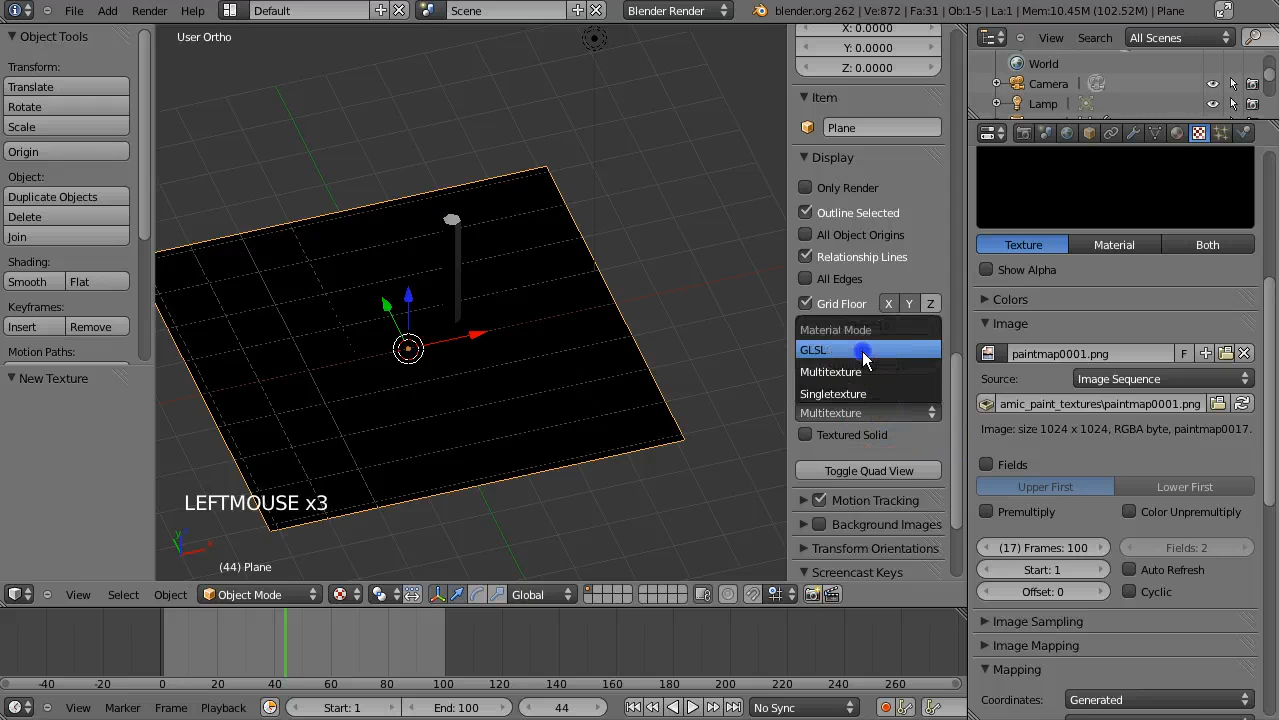 File Add Render Help Default Scene Blender Render blender.org 262 | Ve:872 | Fa:31 | Ob:1-5 | La:1 | Mem:10.45M (102.52M) | Plane
Object Tools
Transform:
Translate
Rotate
Scale
Origin
Object:
Duplicate Objects
Delete
Join
Shading:
Smooth Flat
Keyframes:
Insert Remove
Motion Paths:
New Texture
User Ortho
LEFTMOUSE x3
(44) Plane
X: 0.0000
Y: 0.0000
Z: 0.0000
Item
Plane
Display
Only Render
Outline Selected
All Object Origins
Relationship Lines
All Edges
Grid Floor X Y Z
Material Mode
GLSL
Multitexture
Singletexture
Multitexture
Textured Solid
Toggle Quad View
Motion Tracking
Background Images
Transform Orientations
Screencast Keys
View Search All Scenes
World
Camera
Lamp
Texture Material Both
Show Alpha
Colors
Image
paintmap0001.png F
Source: Image Sequence
amic_paint_textures\paintmap0001.png
Image: size 1024 x 1024, RGBA byte, paintmap0017.
Fields
Upper First Lower First
Premultiply Color Unpremultiply
(17) Frames: 100 Fields: 2
Start: 1 Auto Refresh
Offset: 0 Cyclic
Image Sampling
Image Mapping
Mapping
Coordinates: Generated
View Select Object Object Mode Global
-40 -20 0 20 40 60 80 100 120 140 160 180 200 220 240 260
View Marker Frame Playback Start: 1 End: 100 44 No Sync